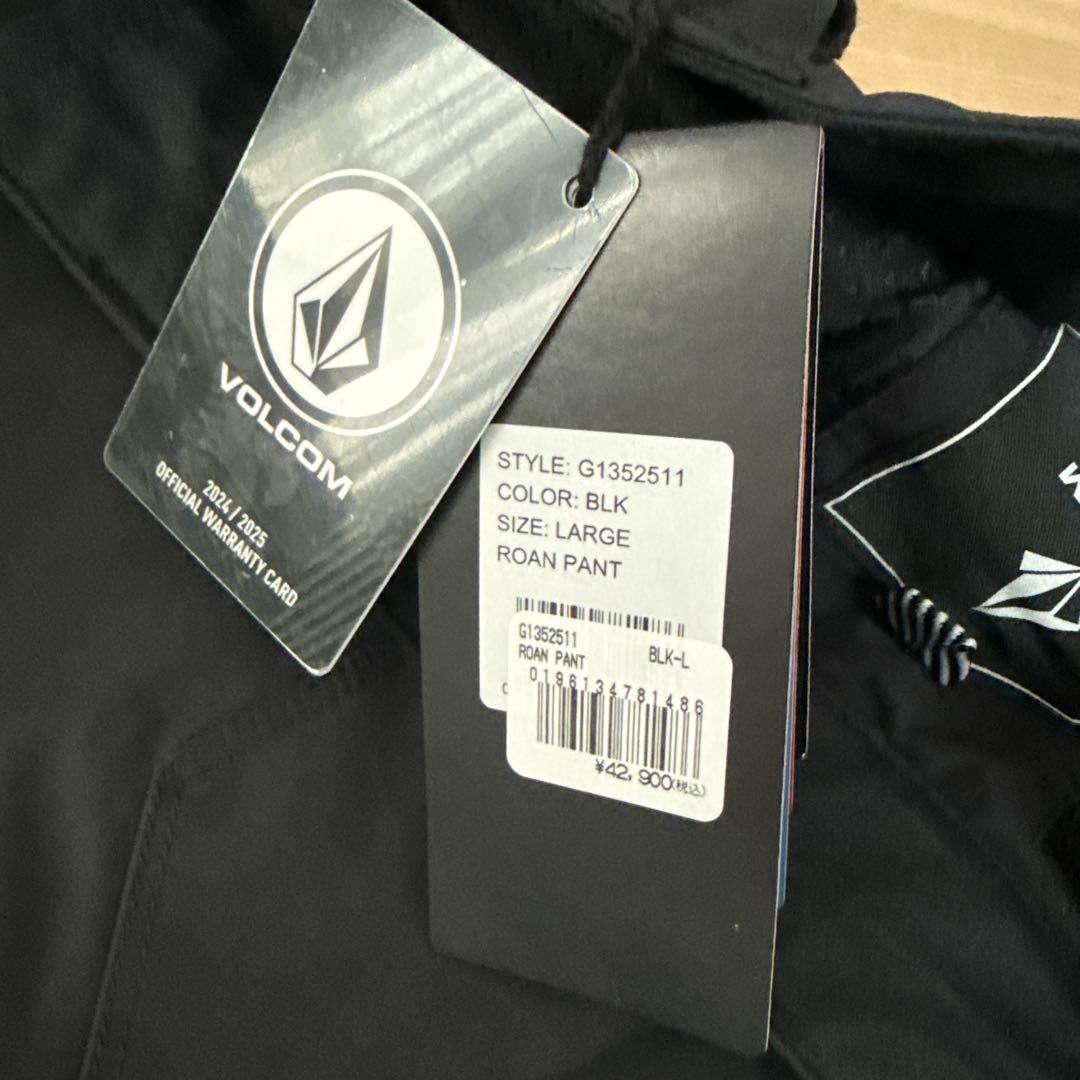 VOLCOM
2024 / 2025
OFFICIAL WARRANTY CARD
STYLE: G1352511
COLOR: BLK
SIZE: LARGE
ROAN PANT
G1352511
ROAN PANT BLK-L
0196134781486
¥42,900(税込)